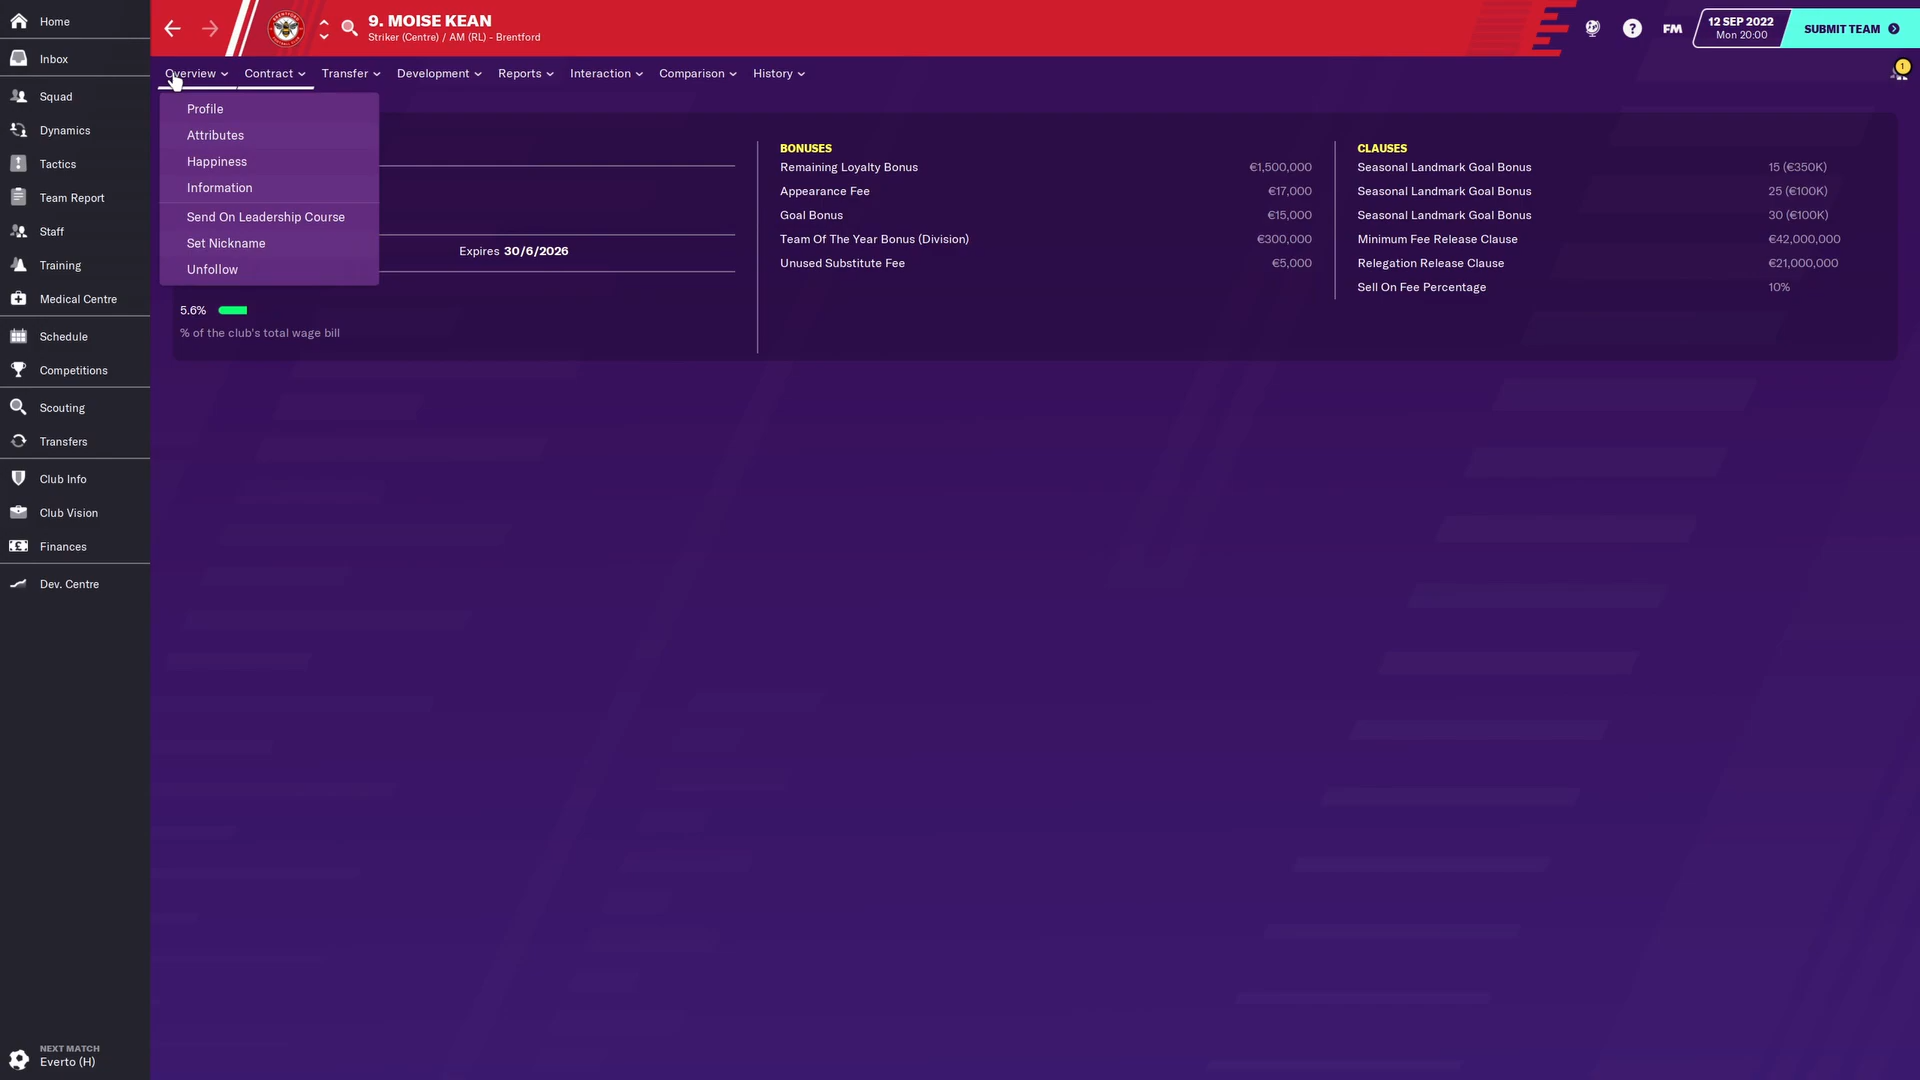 Home
Inbox
Squad
Dynamics
Tactics
Team Report
Staff
Training
Medical Centre
Schedule
Competitions
Scouting
Transfers
Club Info
Club Vision
Finances
Dev. Centre
NEXT MATCH
Everto (H)
9. MOISE KEAN
Striker (Centre) / AM (RL) - Brentford
?
FM
12 SEP 2022
Mon 20:00
SUBMIT TEAM
1
Overview Contract Transfer Development Reports Interaction Comparison History
Profile
Attributes
Happiness
Information
Send On Leadership Course
Set Nickname
Unfollow
Expires 30/6/2026
5.6%
% of the club's total wage bill
BONUSES
Remaining Loyalty Bonus €1,500,000
Appearance Fee €17,000
Goal Bonus €15,000
Team Of The Year Bonus (Division) €300,000
Unused Substitute Fee €5,000
CLAUSES
Seasonal Landmark Goal Bonus 15 (€350K)
Seasonal Landmark Goal Bonus 25 (€100K)
Seasonal Landmark Goal Bonus 30 (€100K)
Minimum Fee Release Clause €42,000,000
Relegation Release Clause €21,000,000
Sell On Fee Percentage 10%